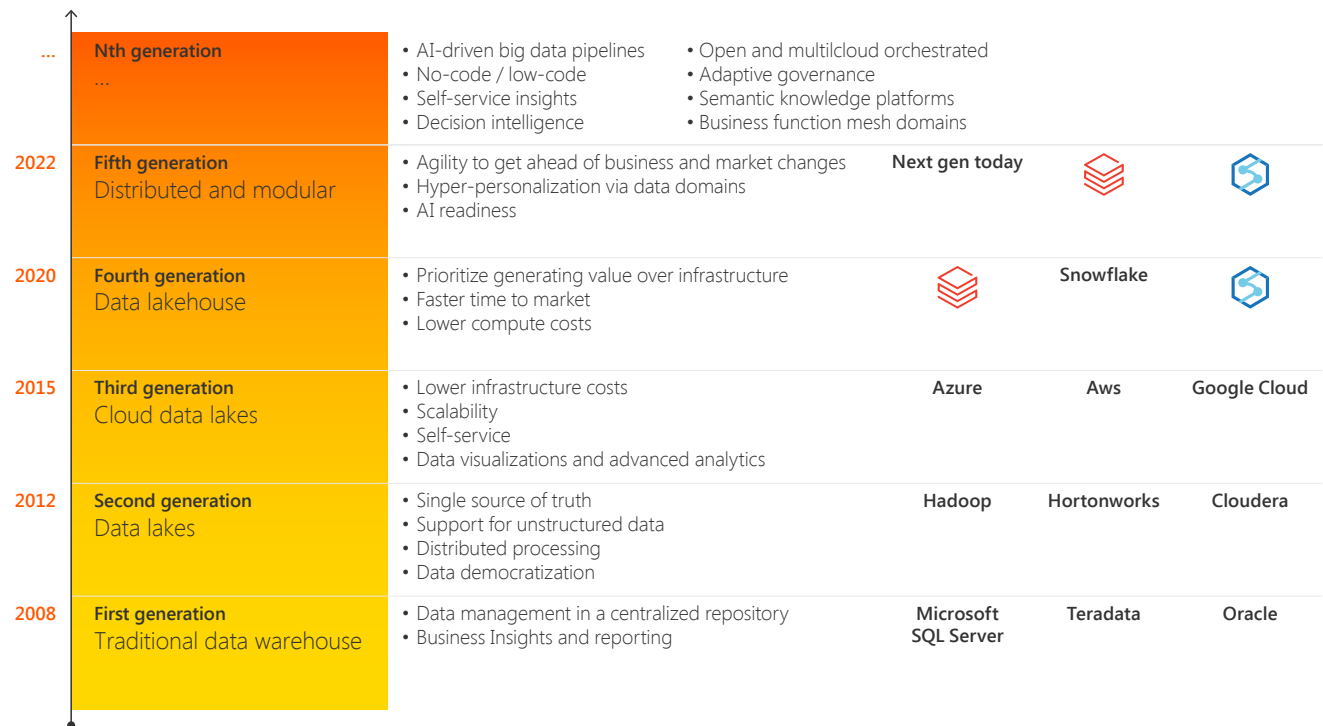 ...
Nth generation
...
• AI-driven big data pipelines
• No-code / low-code
• Self-service insights
• Decision intelligence
• Open and multilcloud orchestrated
• Adaptive governance
• Semantic knowledge platforms
• Business function mesh domains
2022
Fifth generation
Distributed and modular
• Agility to get ahead of business and market changes
• Hyper-personalization via data domains
• AI readiness
Next gen today
2020
Fourth generation
Data lakehouse
• Prioritize generating value over infrastructure
• Faster time to market
• Lower compute costs
Snowflake
2015
Third generation
Cloud data lakes
• Lower infrastructure costs
• Scalability
• Self-service
• Data visualizations and advanced analytics
Azure
Aws
Google Cloud
2012
Second generation
Data lakes
• Single source of truth
• Support for unstructured data
• Distributed processing
• Data democratization
Hadoop
Hortonworks
Cloudera
2008
First generation
Traditional data warehouse
• Data management in a centralized repository
• Business Insights and reporting
Microsoft
SQL Server
Teradata
Oracle